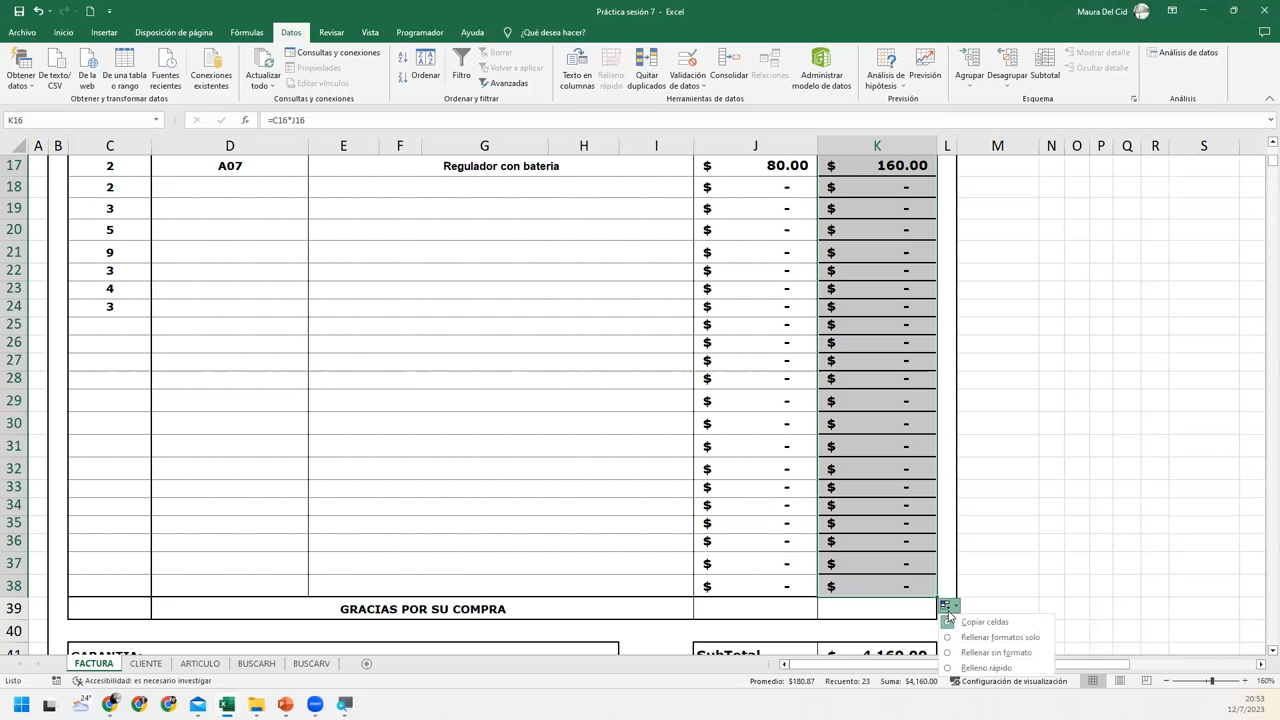 Práctica sesión 7 - Excel
Maura Del Cid
Archivo Inicio Insertar Disposición de página Fórmulas Datos Revisar Vista Programador Ayuda ¿Qué desea hacer?
Obtener datos
De texto/ CSV
De la web
De una tabla o rango
Fuentes recientes
Conexiones existentes
Obtener y transformar datos
Actualizar todo
Consultas y conexiones
Propiedades
Editar vínculos
Consultas y conexiones
Ordenar
Filtro
Borrar
Volver a aplicar
Avanzadas
Ordenar y filtrar
Texto en columnas
Relleno rápido
Quitar duplicados
Validación de datos
Consolidar
Relaciones
Administrar modelo de datos
Herramientas de datos
Análisis de hipótesis
Previsión
Previsión
Agrupar
Desagrupar
Subtotal
Mostrar detalle
Ocultar detalle
Esquema
Análisis de datos
Análisis
K16 fx =C16*J16
A B C D E F G H I J K L M N O P Q R S
17 2 A07 Regulador con bateria $ 80.00 $ 160.00
18 2 $ - $ -
19 3 $ - $ -
20 5 $ - $ -
21 9 $ - $ -
22 3 $ - $ -
23 4 $ - $ -
24 3 $ - $ -
25 $ - $ -
26 $ - $ -
27 $ - $ -
28 $ - $ -
29 $ - $ -
30 $ - $ -
31 $ - $ -
32 $ - $ -
33 $ - $ -
34 $ - $ -
35 $ - $ -
36 $ - $ -
37 $ - $ -
38 $ - $ -
39 GRACIAS POR SU COMPRA
40
41 GARANTIA: SubTotal $ 4,160.00
Copiar celdas
Rellenar formatos solo
Rellenar sin formato
Relleno rápido
FACTURA CLIENTE ARTICULO BUSCARH BUSCARV
Listo Accesibilidad: es necesario investigar Promedio: $180.87 Recuento: 23 Suma: $4,160.00 Configuración de visualización 160%
24°
20:53
12/7/2023